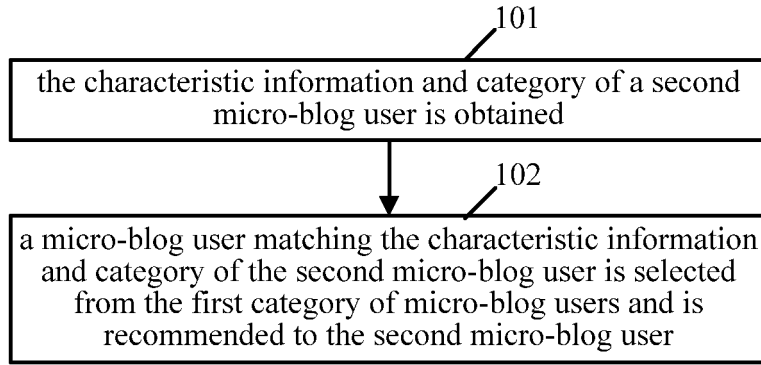 101
the characteristic information and category of a second
micro-blog user is obtained
102
a micro-blog user matching the characteristic information
and category of the second micro-blog user is selected
from the first category of micro-blog users and is
recommended to the second micro-blog user